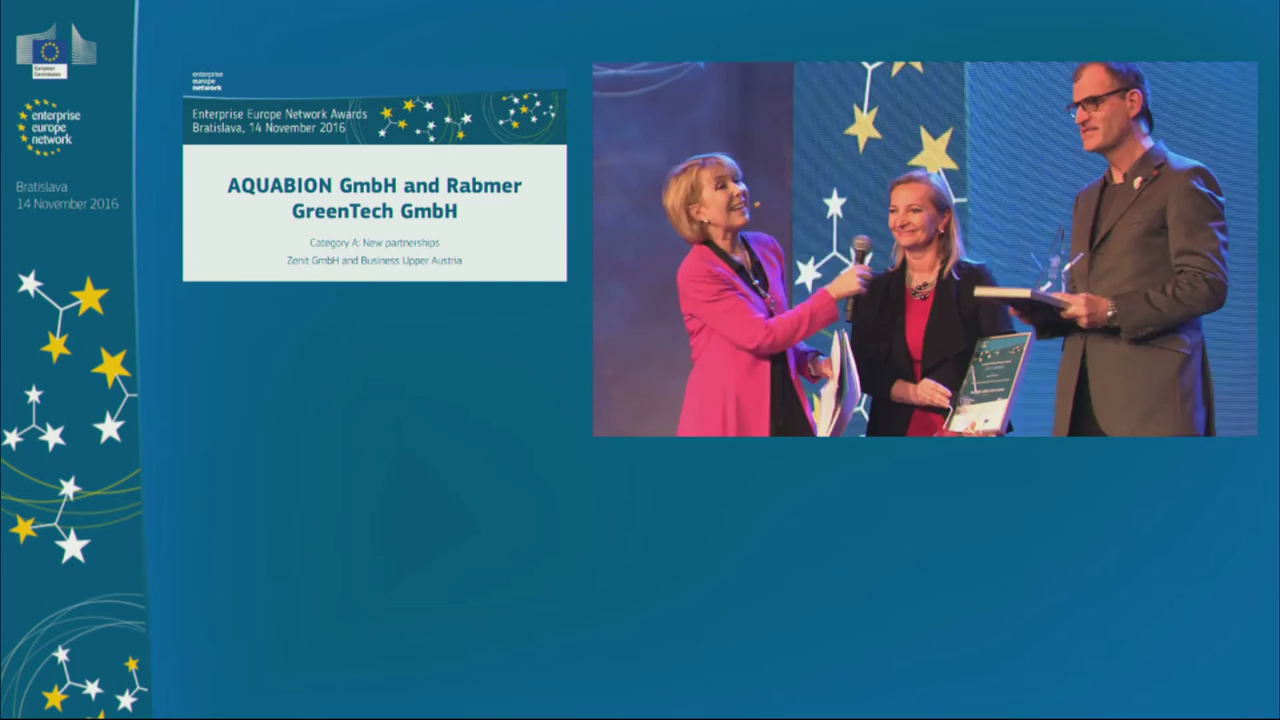 European
Commission
enterprise
europe
network
Bratislava
14 November 2016
enterprise
europe
network
Enterprise Europe Network Awards
Bratislava, 14 November 2016
AQUABION GmbH and Rabmer
GreenTech GmbH
Category A: New partnerships
Zenit GmbH and Business Upper Austria